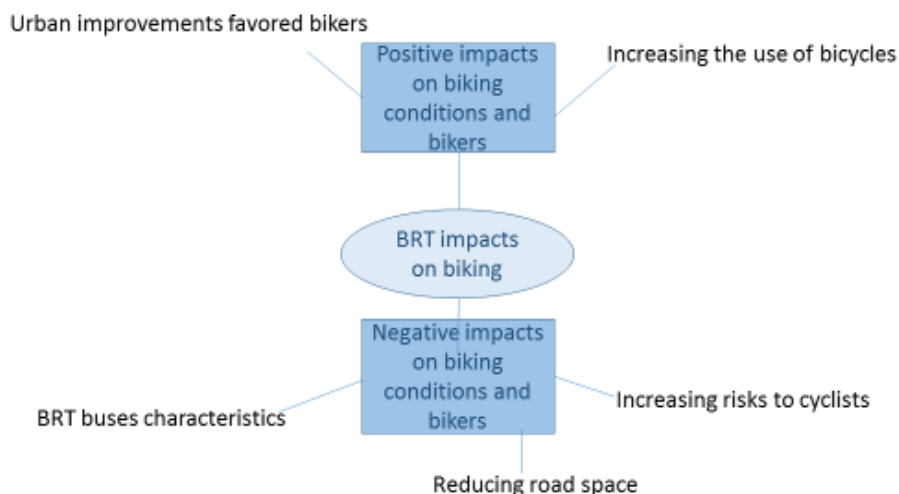 Urban improvements favored bikers
Positive impacts
on biking
conditions and
bikers
Increasing the use of bicycles
BRT impacts
on biking
Negative impacts
on biking
conditions and
bikers
BRT buses characteristics
Increasing risks to cyclists
Reducing road space